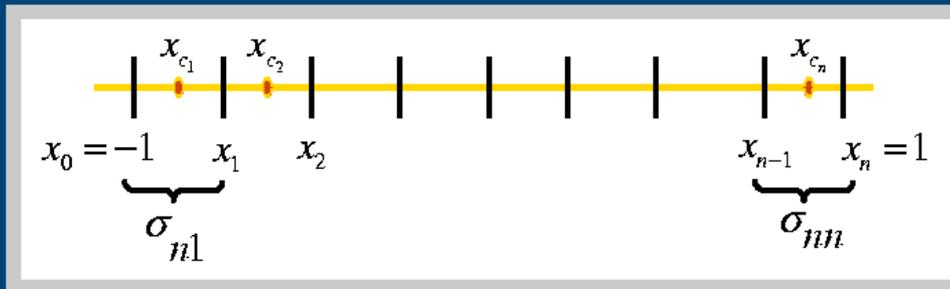 x_{c_1} x_{c_2} x_{c_n}
x_0 = -1 x_1 x_2 x_{n-1} x_n = 1
σ_{n1} σ_{nn}